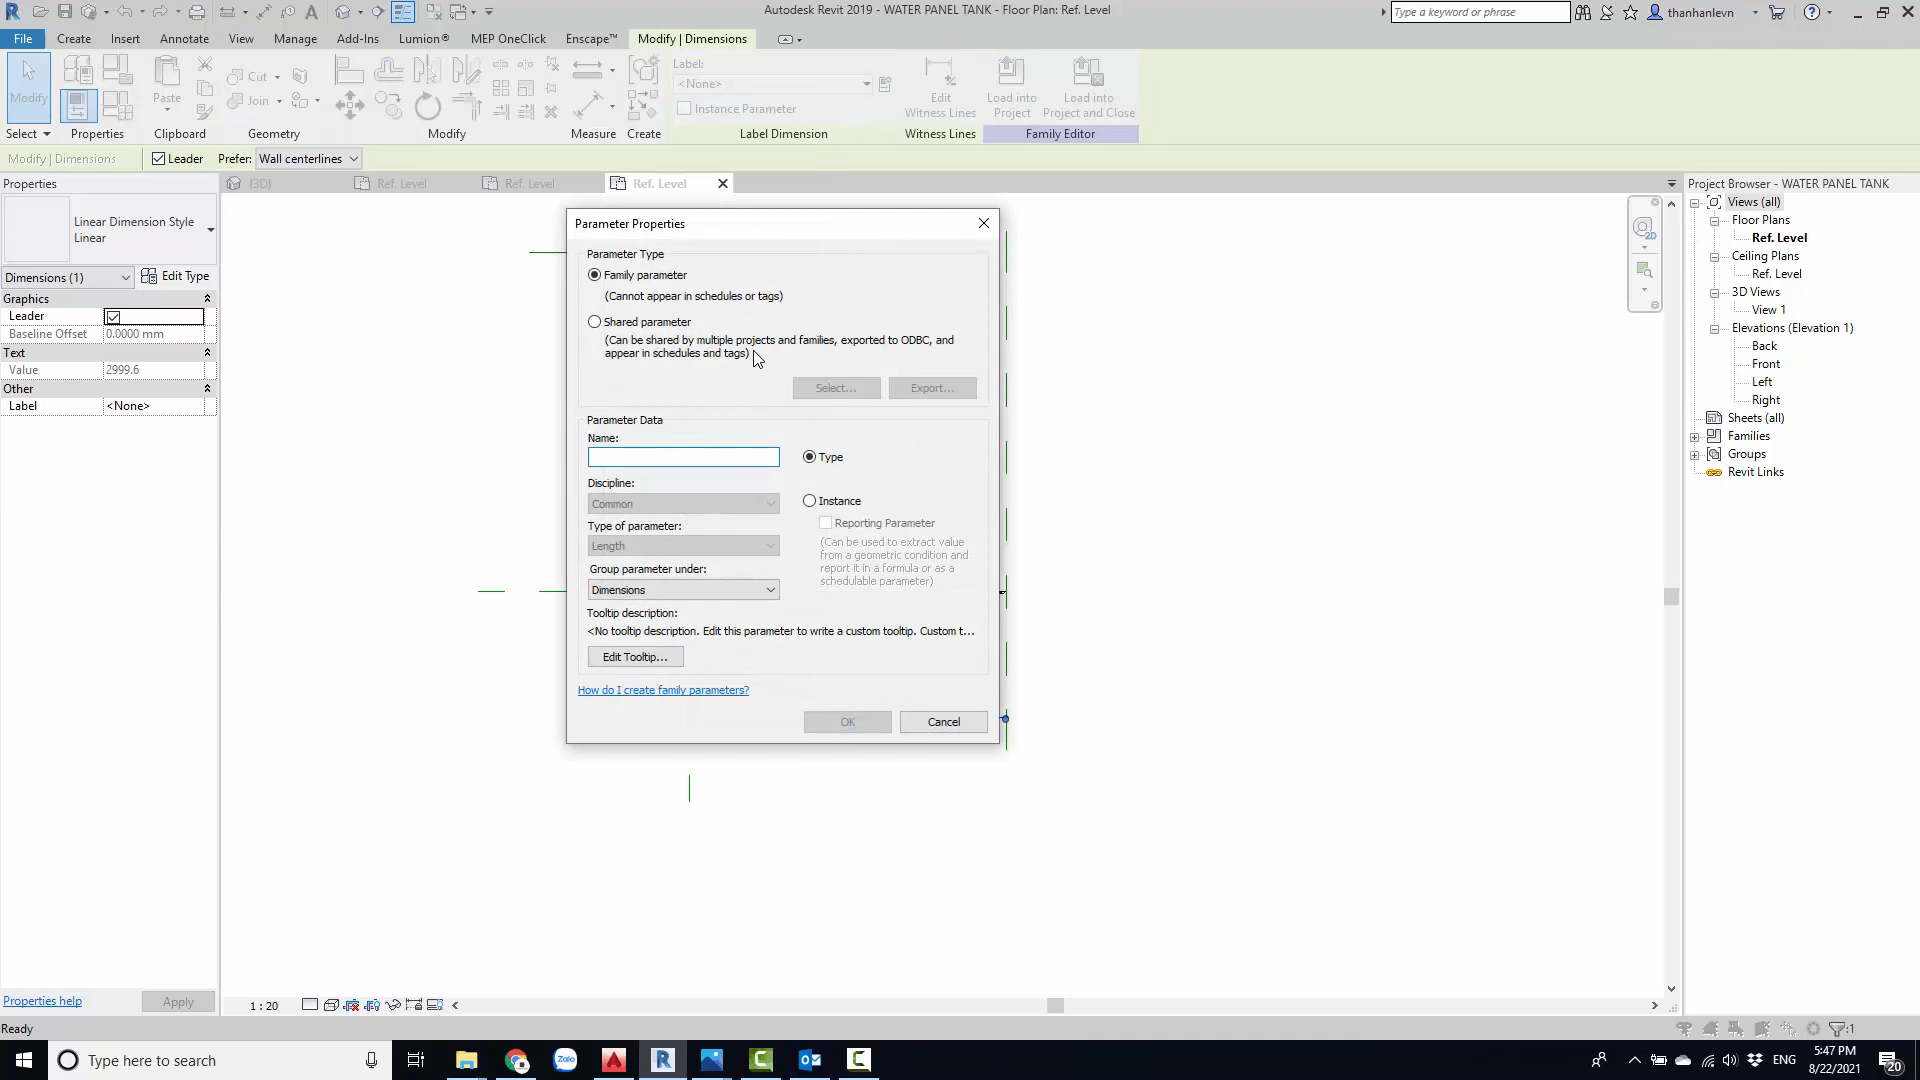 Autodesk Revit 2019 - WATER PANEL TANK - Floor Plan: Ref. Level
Type a keyword or phrase
thanhanlevn
File Create Insert Annotate View Manage Add-Ins Lumion® MEP OneClick Enscape™ Modify | Dimensions
Modify
Paste
Cut
Join
Label:
<None>
Instance Parameter
Edit
Witness Lines
Load into
Project
Load into
Project and Close
Select Properties Clipboard Geometry Modify Measure Create Label Dimension Witness Lines Family Editor
Modify | Dimensions Leader Prefer: Wall centerlines
Properties
Linear Dimension Style
Linear
Dimensions (1) Edit Type
Graphics
Leader
Baseline Offset 0.0000 mm
Text
Value 2999.6
Other
Label <None>
Properties help Apply
{3D} Ref. Level Ref. Level Ref. Level
Parameter Properties
Parameter Type
Family parameter
(Cannot appear in schedules or tags)
Shared parameter
(Can be shared by multiple projects and families, exported to ODBC, and
appear in schedules and tags)
Select... Export...
Parameter Data
Name:
Type
Discipline:
Common
Instance
Type of parameter:
Reporting Parameter
Length
(Can be used to extract value
from a geometric condition and
report it in a formula or as a
schedulable parameter)
Group parameter under:
Dimensions
Tooltip description:
<No tooltip description. Edit this parameter to write a custom tooltip. Custom t...
Edit Tooltip...
How do I create family parameters?
OK Cancel
2D
Project Browser - WATER PANEL TANK
Views (all)
Floor Plans
Ref. Level
Ceiling Plans
Ref. Level
3D Views
View 1
Elevations (Elevation 1)
Back
Front
Left
Right
Sheets (all)
Families
Groups
Revit Links
1 : 20
Ready
:1
Type here to search
Zalo
ENG
5:47 PM
8/22/2021
20